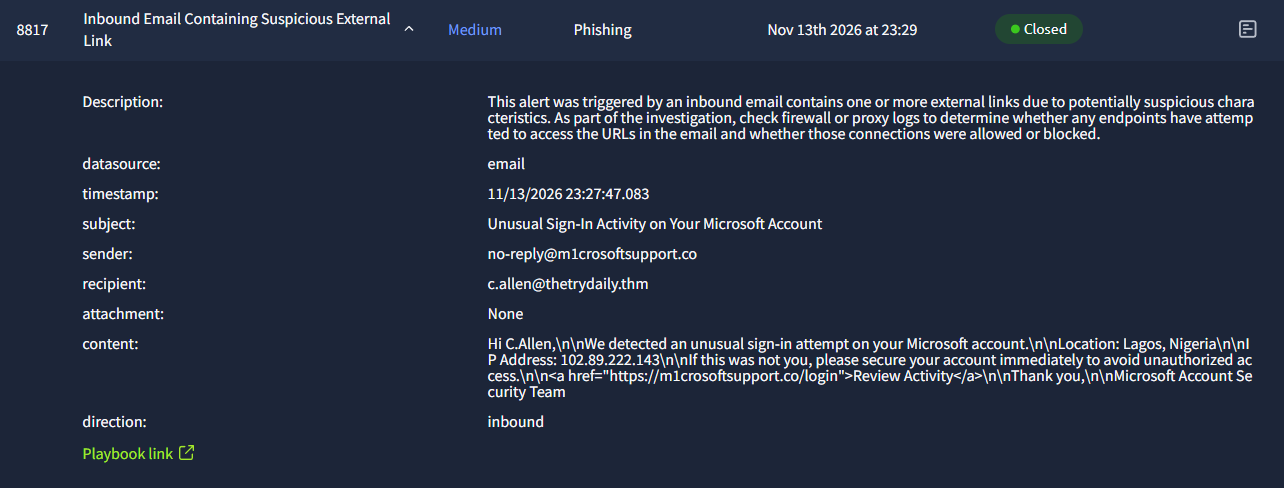 8817
Inbound Email Containing Suspicious External
Link
Medium
Phishing
Nov 13th 2026 at 23:29
Closed
Description:
This alert was triggered by an inbound email contains one or more external links due to potentially suspicious chara
cteristics. As part of the investigation, check firewall or proxy logs to determine whether any endpoints have attemp
ted to access the URLs in the email and whether those connections were allowed or blocked.
datasource:
email
timestamp:
11/13/2026 23:27:47.083
subject:
Unusual Sign-In Activity on Your Microsoft Account
sender:
no-reply@m1crosoftsupport.co
recipient:
c.allen@thetrydaily.thm
attachment:
None
content:
Hi C.Allen,\n\nWe detected an unusual sign-in attempt on your Microsoft account.\n\nLocation: Lagos, Nigeria\n\nI
P Address: 102.89.222.143\n\nIf this was not you, please secure your account immediately to avoid unauthorized ac
cess.\n\n<a href="https://m1crosoftsupport.co/login">Review Activity</a>\n\nThank you,\n\nMicrosoft Account Se
curity Team
direction:
inbound
Playbook link